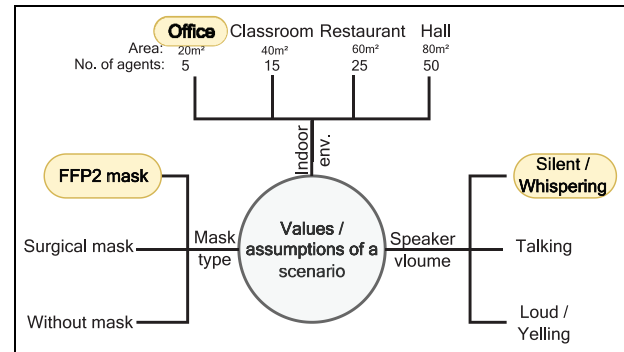 Office Classroom Restaurant Hall
Area: 20m² 40m² 60m² 80m²
No. of agents: 5 15 25 50
Indoor
env.
FFP2 mask
Surgical mask
Without mask
Mask
type
Values /
assumptions of a
scenario
Speaker
vloume
Silent /
Whispering
Talking
Loud /
Yelling